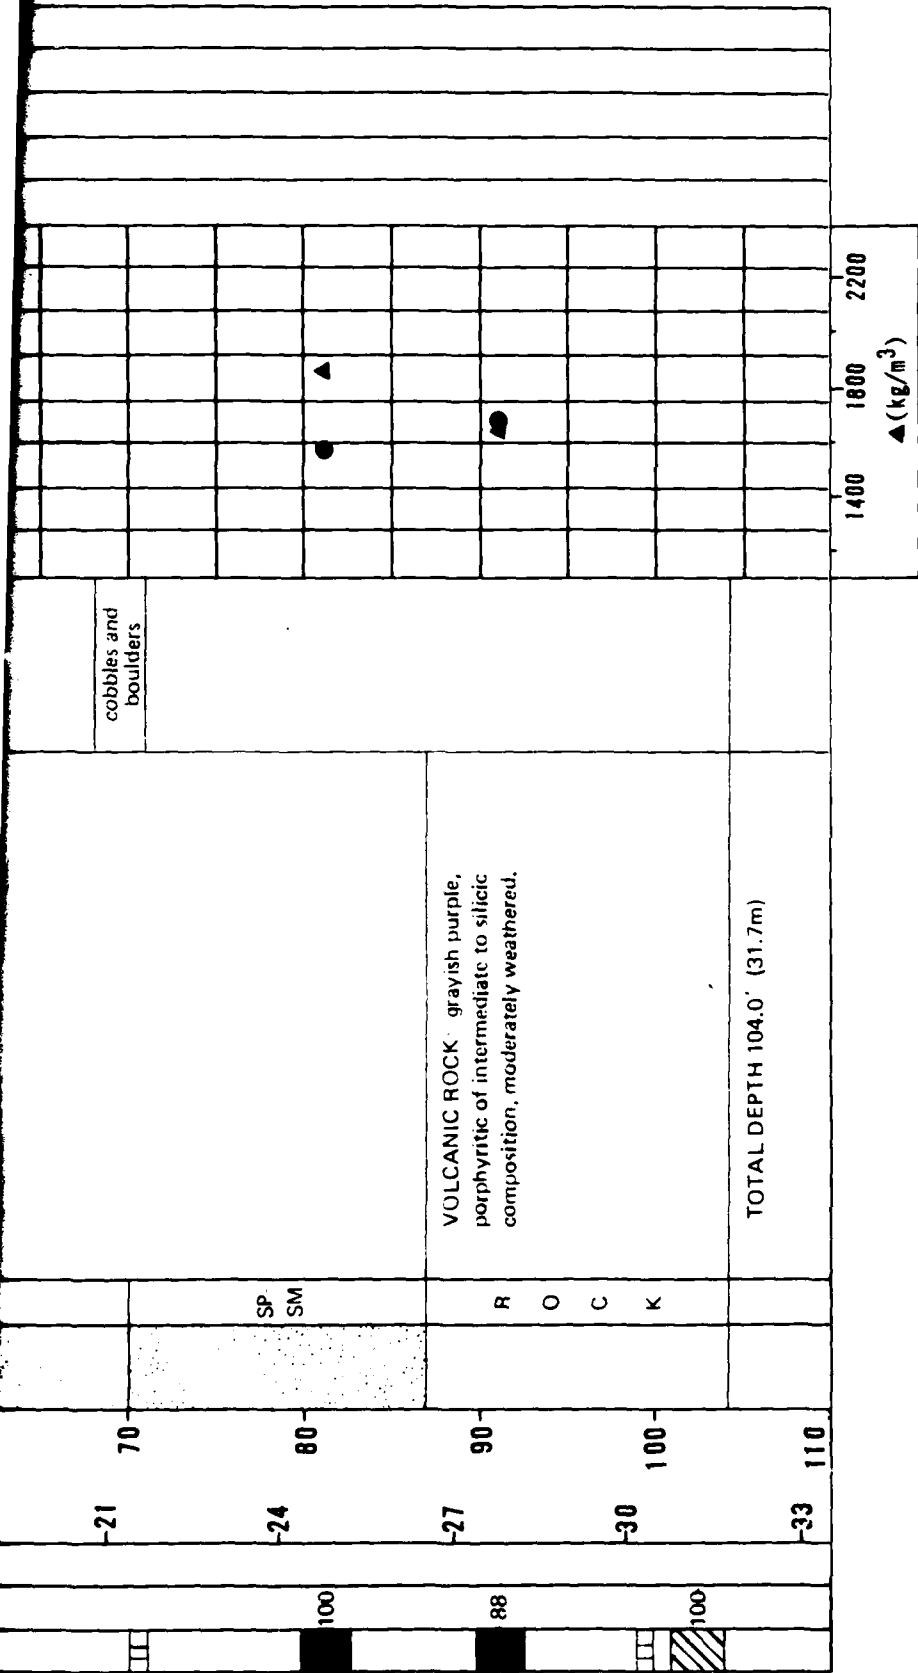 100
88
100
21
24
27
30
33
70
80
90
100
110
SP
SM
R
O
C
K
VOLCANIC ROCK grayish purple,
porphyritic of intermediate to silicic
composition, moderately weathered.
TOTAL DEPTH 104.0' (31.7m)
cobbles and
boulders
1400
1800
2200
▲(kg/m³)